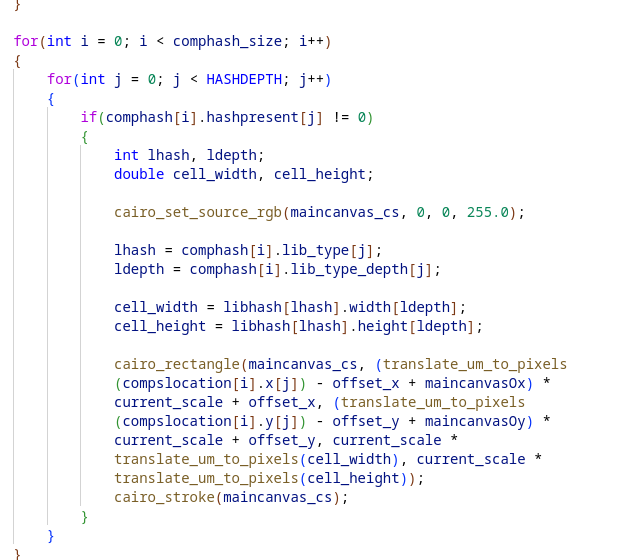 }
for(int i = 0; i < comphash_size; i++)
{
for(int j = 0; j < HASHDEPTH; j++)
{
if(comphash[i].hashpresent[j] != 0)
{
int lhash, ldepth;
double cell_width, cell_height;
cairo_set_source_rgb(maincanvas_cs, 0, 0, 255.0);
lhash = comphash[i].lib_type[j];
ldepth = comphash[i].lib_type_depth[j];
cell_width = libhash[lhash].width[ldepth];
cell_height = libhash[lhash].height[ldepth];
cairo_rectangle(maincanvas_cs, (translate_um_to_pixels
(compslocation[i].x[j]) - offset_x + maincanvasOx) *
current_scale + offset_x, (translate_um_to_pixels
(compslocation[i].y[j]) - offset_y + maincanvasOy) *
current_scale + offset_y, current_scale *
translate_um_to_pixels(cell_width), current_scale *
translate_um_to_pixels(cell_height));
cairo_stroke(maincanvas_cs);
}
}
}